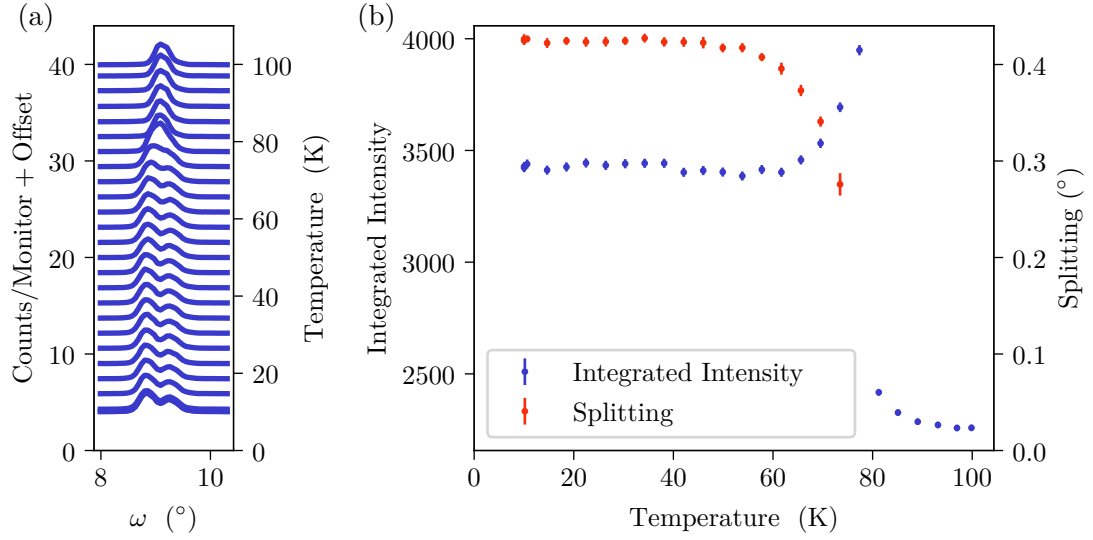 (a)
(b)
Counts/Monitor + Offset
40
30
20
10
0
100
80
60
40
20
0
Temperature (K)
8
10
ω (°)
Integrated Intensity
4000
3500
3000
2500
0.4
0.3
0.2
0.1
0.0
Splitting (°)
Integrated Intensity
Splitting
0
20
40
60
80
100
Temperature (K)